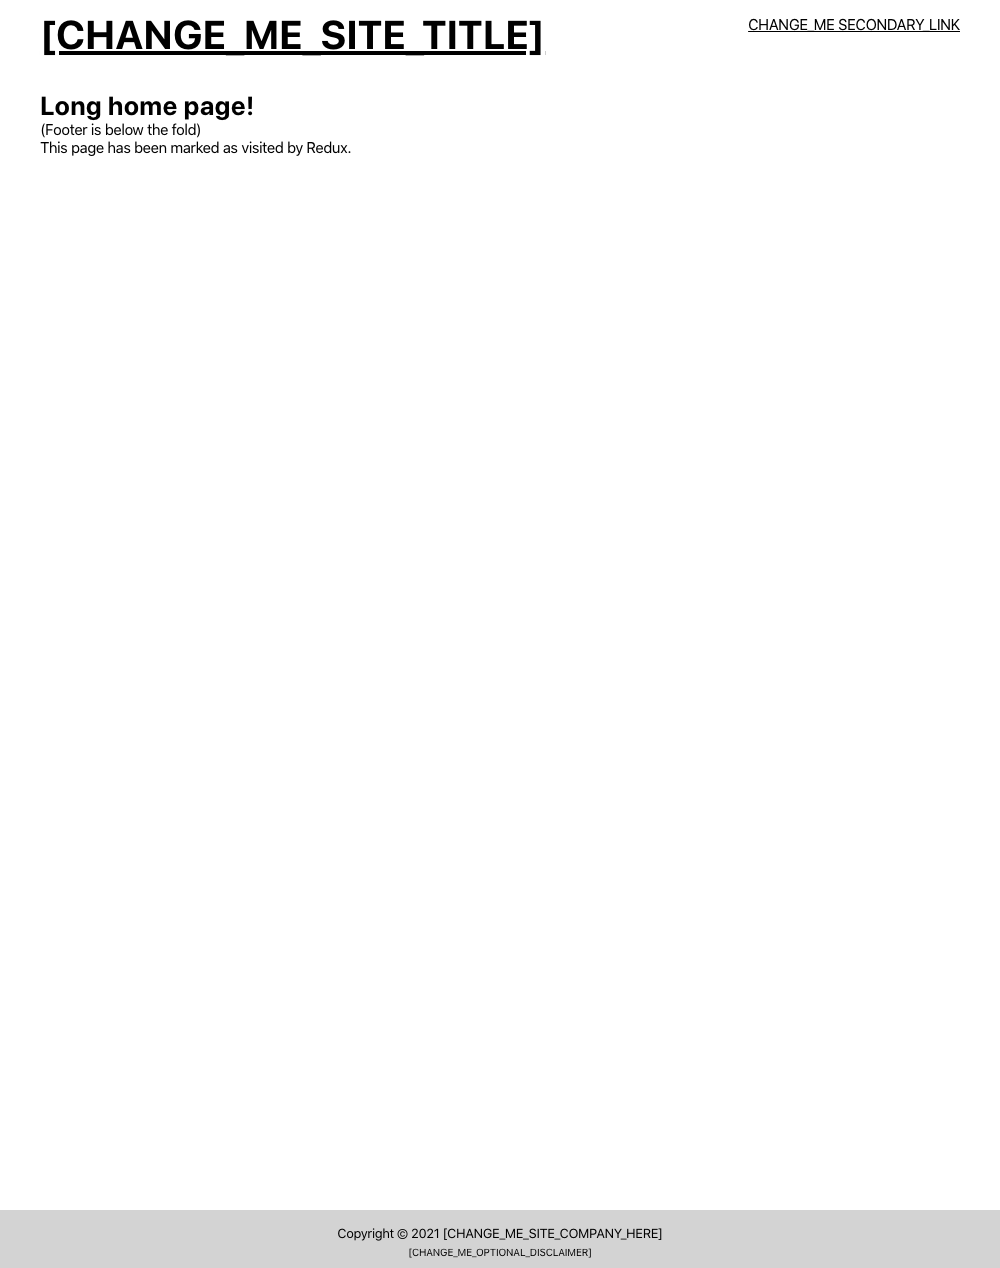 [CHANGE_ME_SITE_TITLE]
CHANGE_ME SECONDARY LINK
Long home page!
(Footer is below the fold)
This page has been marked as visited by Redux.
Copyright © 2021 [CHANGE_ME_SITE_COMPANY_HERE]
[CHANGE_ME_OPTIONAL_DISCLAIMER]